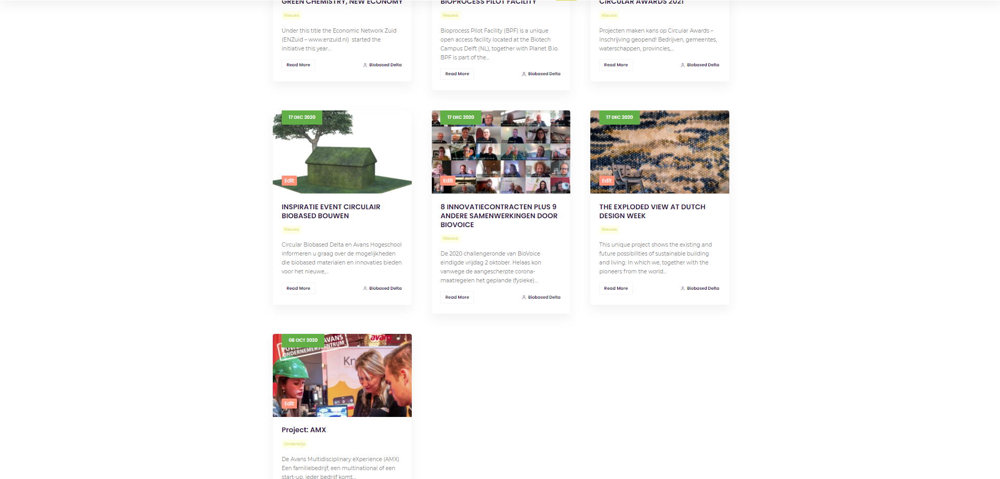 GREEN CHEMISTRY, NEW ECONOMY
Nieuws
Under this title the Economic Network Zuid
(ENZuid – www.enzuid.nl)  started the
initiative this year...
Read More
Biobased Delta
BIOPROCESS PILOT FACILITY
Nieuws
Bioprocess Pilot Facility (BPF) is a unique
open access facility located at the Biotech
Campus Delft (NL), together with Planet B.io.
BPF is part of the...
Read More
Biobased Delta
CIRCULAR AWARDS 2021
Nieuws
Projecten maken kans op Circular Awards –
Inschrijving geopend! Bedrijven, gemeentes,
waterschappen, provincies,...
Read More
Biobased Delta
17 DEC 2020
Edit
INSPIRATIE EVENT CIRCULAIR
BIOBASED BOUWEN
Nieuws
Circular Biobased Delta en Avans Hogeschool
informeren u graag over de mogelijkheden
die biobased materialen en innovaties bieden
voor het nieuwe,...
Read More
Biobased Delta
17 DEC 2020
Edit
8 INNOVATIECONTRACTEN PLUS 9
ANDERE SAMENWERKINGEN DOOR
BIOVOICE
Nieuws
De 2020 challengeronde van BioVoice
eindigde vrijdag 2 oktober. Helaas kon
vanwege de aangescherpte corona-
maatregelen het geplande (fysieke)...
Read More
Biobased Delta
17 DEC 2020
Edit
THE EXPLODED VIEW AT DUTCH
DESIGN WEEK
Nieuws
This unique project shows the existing and
future possibilities of sustainable building
and living. In which we, together with the
pioneers from the world...
Read More
Biobased Delta
08 OCT 2020
AVANS
ONDERNEMERSCENTRUM
avans
Kn
Edit
Project: AMX
Onderwijs
De Avans Multidisciplinary eXperience (AMX)
Een familiebedrijf, een multinational of een
start-up, ieder bedrijf komt...